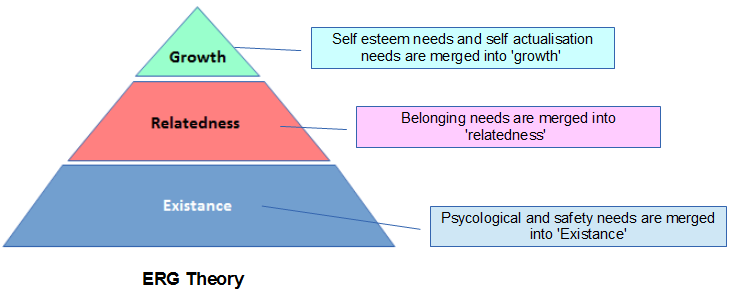 Growth
Self esteem needs and self actualisation
needs are merged into 'growth'
Relatedness
Belonging needs are merged into
'relatedness'
Existance
Psycological and safety needs are merged
into 'Existance'
ERG Theory